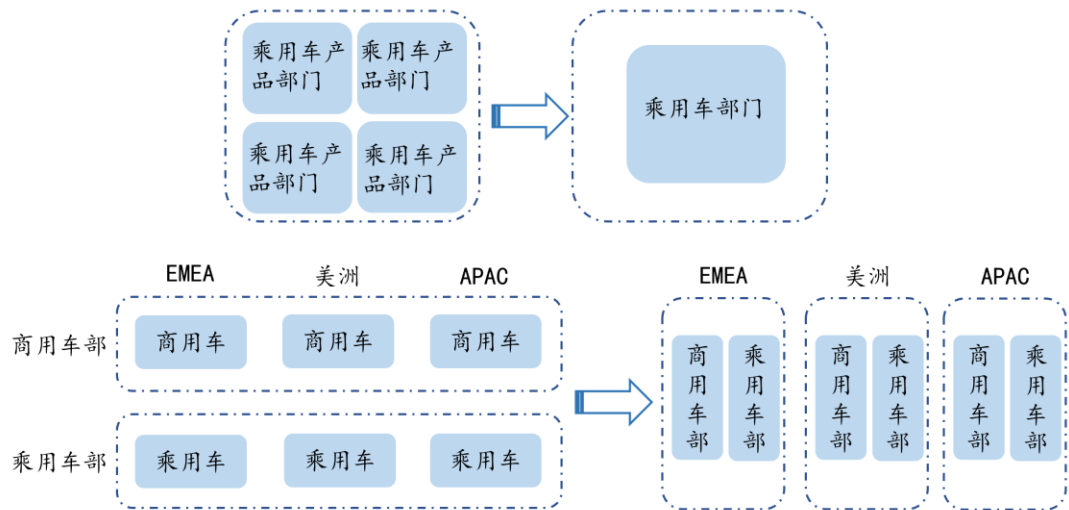 乘用车产
品部门
乘用车产
品部门
乘用车产
品部门
乘用车产
品部门
乘用车部门
EMEA
美洲
APAC
商用车部
商用车
商用车
商用车
乘用车部
乘用车
乘用车
乘用车
EMEA
美洲
APAC
商用车部
乘用车部
商用车部
乘用车部
商用车部
乘用车部